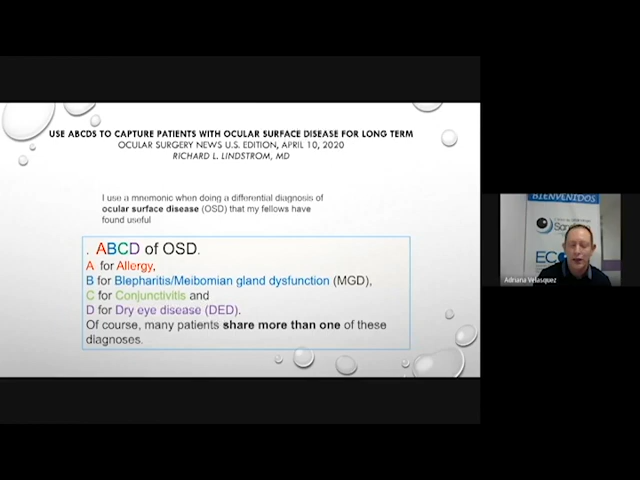 USE ABCDS TO CAPTURE PATIENTS WITH OCULAR SURFACE DISEASE FOR LONG TERM
OCULAR SURGERY NEWS U.S. EDITION, APRIL 10, 2020
RICHARD L. LINDSTROM, MD
I use a mnemonic when doing a differential diagnosis of
ocular surface disease (OSD) that my fellows have
found useful
. ABCD of OSD.
A for Allergy,
B for Blepharitis/Meibomian gland dysfunction (MGD),
C for Conjunctivitis and
D for Dry eye disease (DED).
Of course, many patients share more than one of these
diagnoses.
BIENVENIDOS
Adriana Velasquez